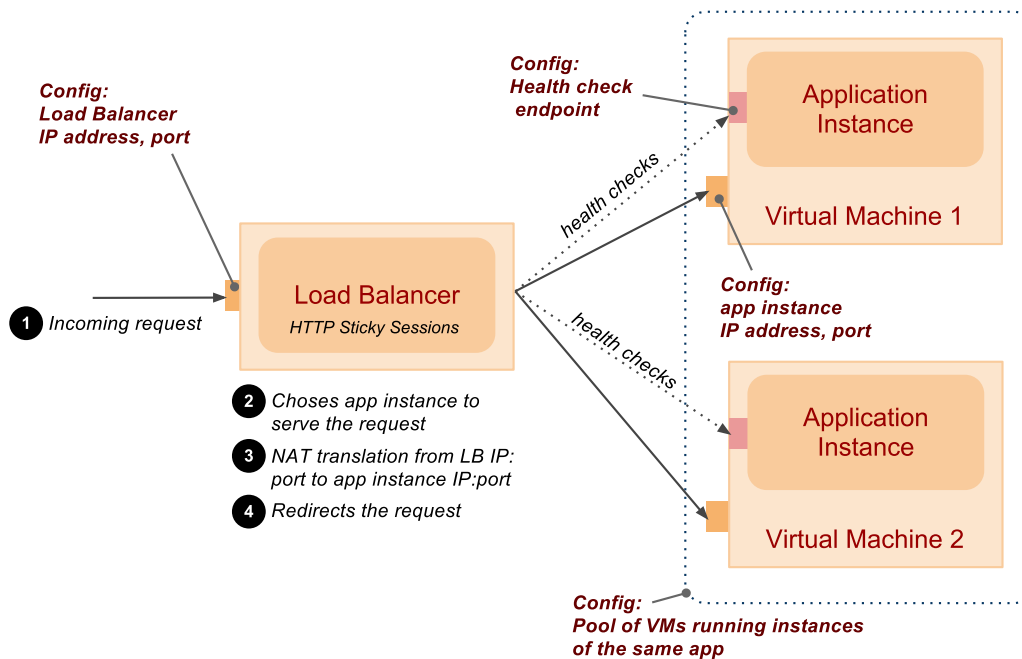 Config:
Load Balancer
IP address, port
1 Incoming request
Load Balancer
HTTP Sticky Sessions
2 Choses app instance to
serve the request
3 NAT translation from LB IP:
port to app instance IP:port
4 Redirects the request
health checks
health checks
Config:
Health check
endpoint
Application
Instance
Virtual Machine 1
Config:
app instance
IP address, port
Application
Instance
Virtual Machine 2
Config:
Pool of VMs running instances
of the same app